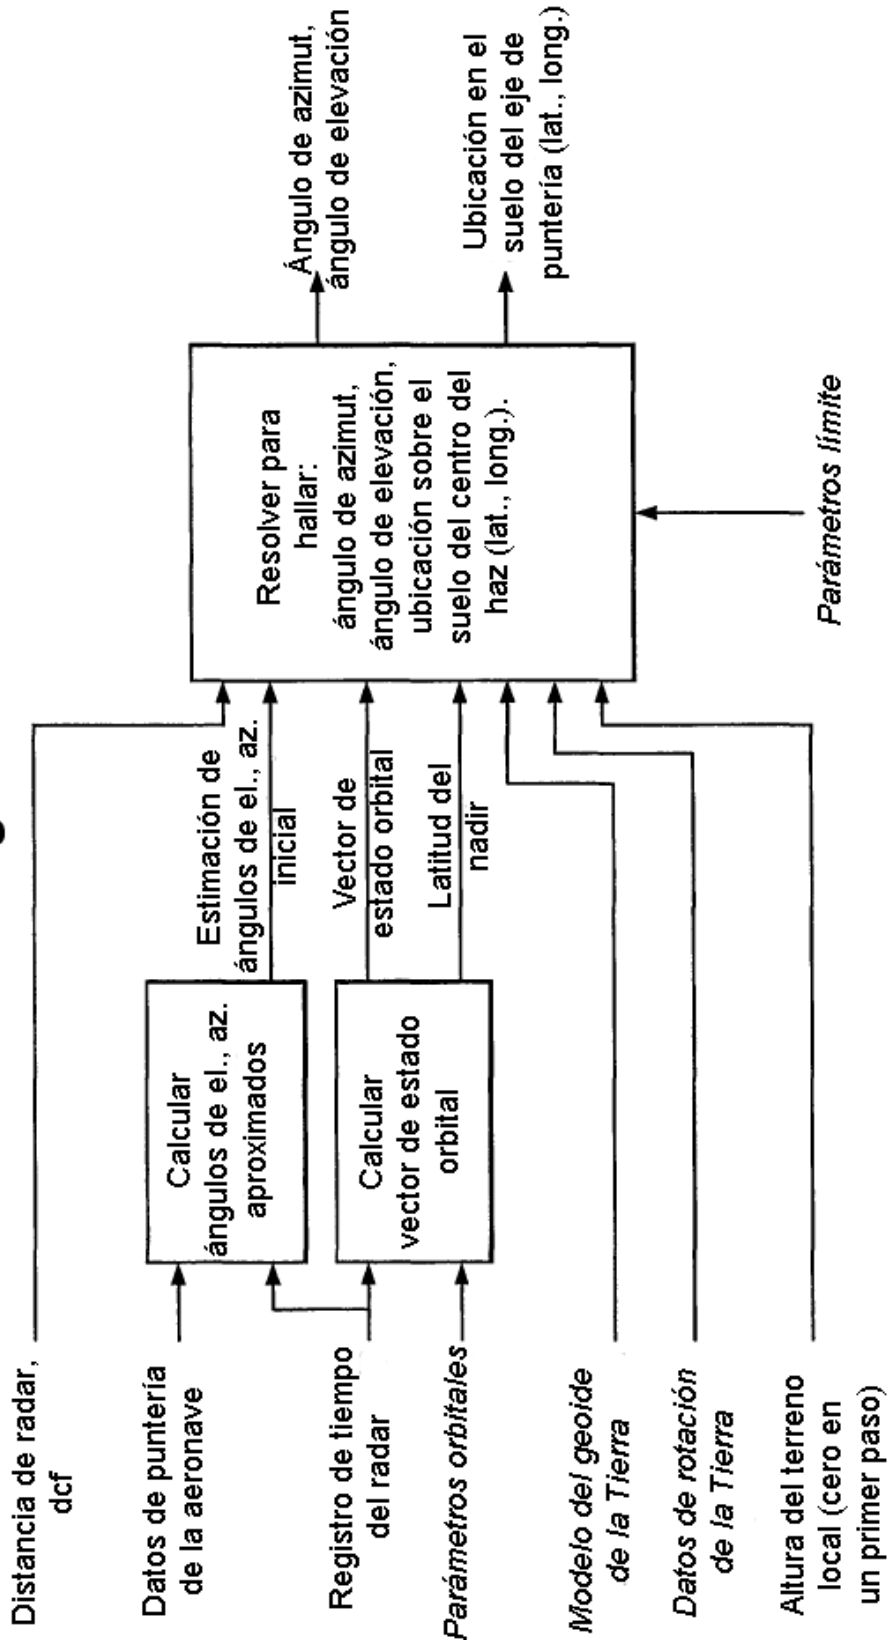 Distancia de radar,
dcf
Datos de puntería
de la aeronave
Registro de tiempo
del radar
Parámetros orbitales
Modelo del geoide
de la Tierra
Datos de rotación
de la Tierra
Altura del terreno
local (cero en
un primer paso)
Calcular
ángulos de el., az.
aproximados
Calcular
vector de estado
orbital
Estimación de
ángulos de el., az.
inicial
Vector de
estado orbital
Latitud del
nadir
Resolver para
hallar:
ángulo de azimut,
ángulo de elevación,
ubicación sobre el
suelo del centro del
haz (lat., long.).
Parámetros límite
Ángulo de azimut,
ángulo de elevación
Ubicación en el
suelo del eje de
puntería (lat., long.)